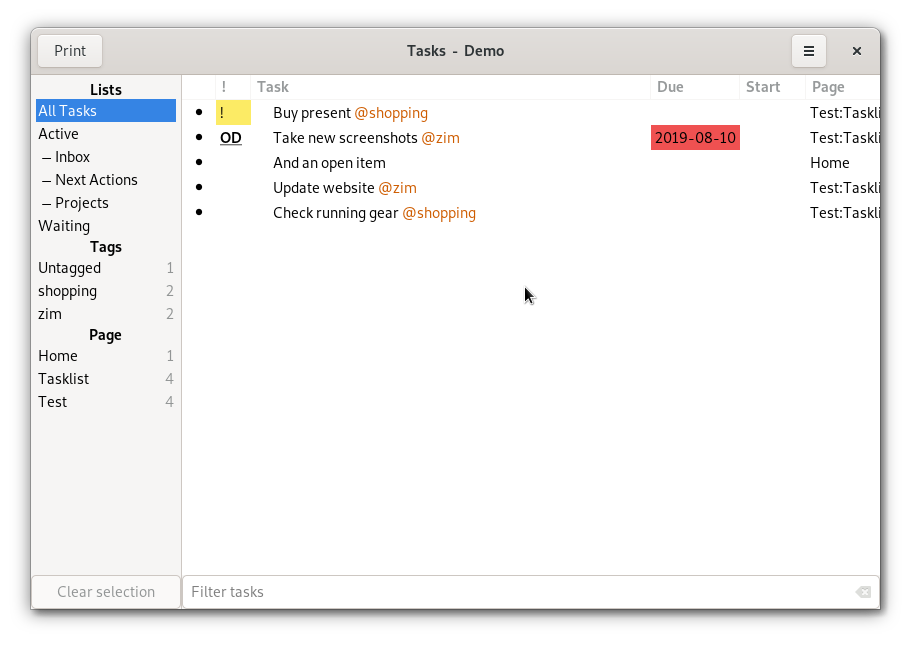 Print Tasks - Demo
Lists
All Tasks
Active
– Inbox
– Next Actions
– Projects
Waiting
Tags
Untagged 1
shopping 2
zim 2
Page
Home 1
Tasklist 4
Test 4
Clear selection
! Task Due Start Page
! Buy present @shopping Test:Taskli
OD Take new screenshots @zim 2019-08-10 Test:Taskli
And an open item Home
Update website @zim Test:Taskli
Check running gear @shopping Test:Taskli
Filter tasks